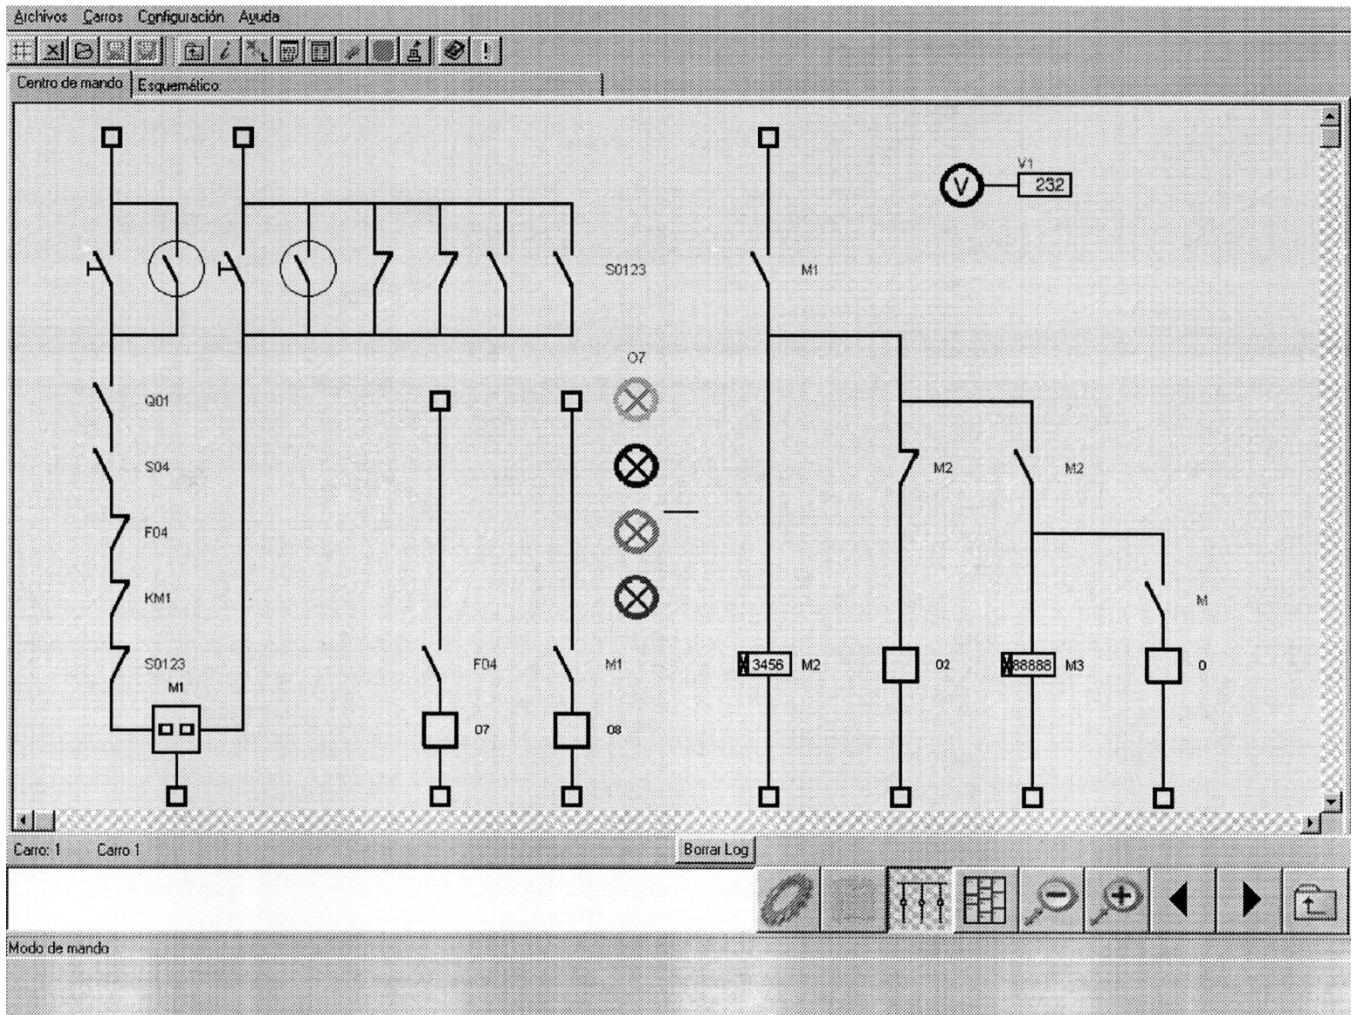 Archivos Carros Configuración Ayuda
Centro de mando Esquemático:
V1
V 232
S0123 M1
07
Q01
S04 M2 M2
F04
KM1 M
S0123 F04 M1 3456 M2 02 88888 M3 0
M1
07 08
Carro: 1 Carro 1 Borrar Log
Modo de mando